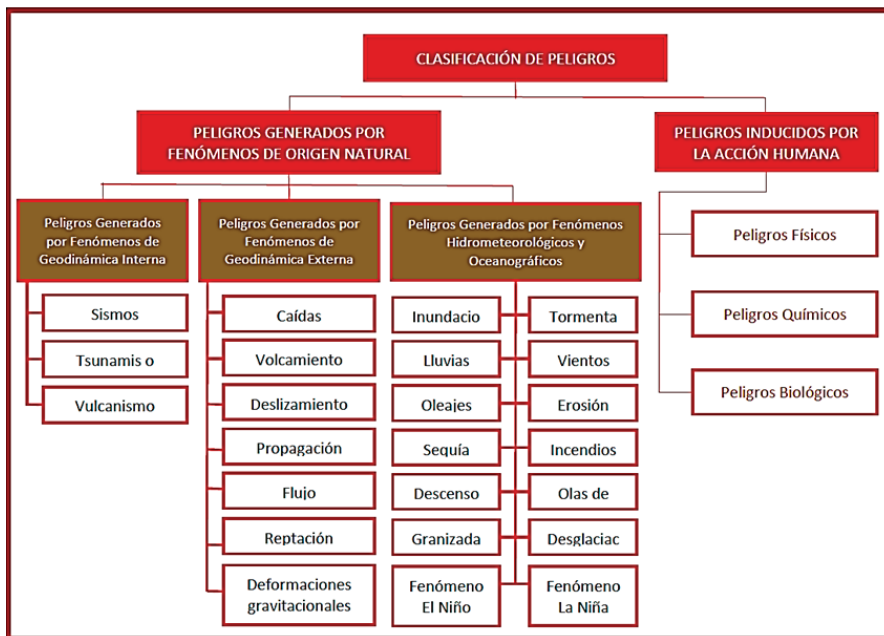 CLASIFICACIÓN DE PELIGROS
PELIGROS GENERADOS POR
FENÓMENOS DE ORIGEN NATURAL
PELIGROS INDUCIDOS POR
LA ACCIÓN HUMANA
Peligros Generados
por Fenómenos de
Geodinámica Interna
Sismos
Tsunamis o
Vulcanismo
Peligros Generados por
Fenómenos de
Geodinámica Externa
Caídas
Volcamiento
Deslizamiento
Propagación
Flujo
Reptación
Deformaciones
gravitacionales
Peligros Generados por Fenómenos
Hidrometeorológicos y
Oceanográficos
Inundacio
Lluvias
Oleajes
Sequía
Descenso
Granizada
Fenómeno
El Niño
Tormenta
Vientos
Erosión
Incendios
Olas de
Desglaciac
Fenómeno
La Niña
Peligros Físicos
Peligros Químicos
Peligros Biológicos